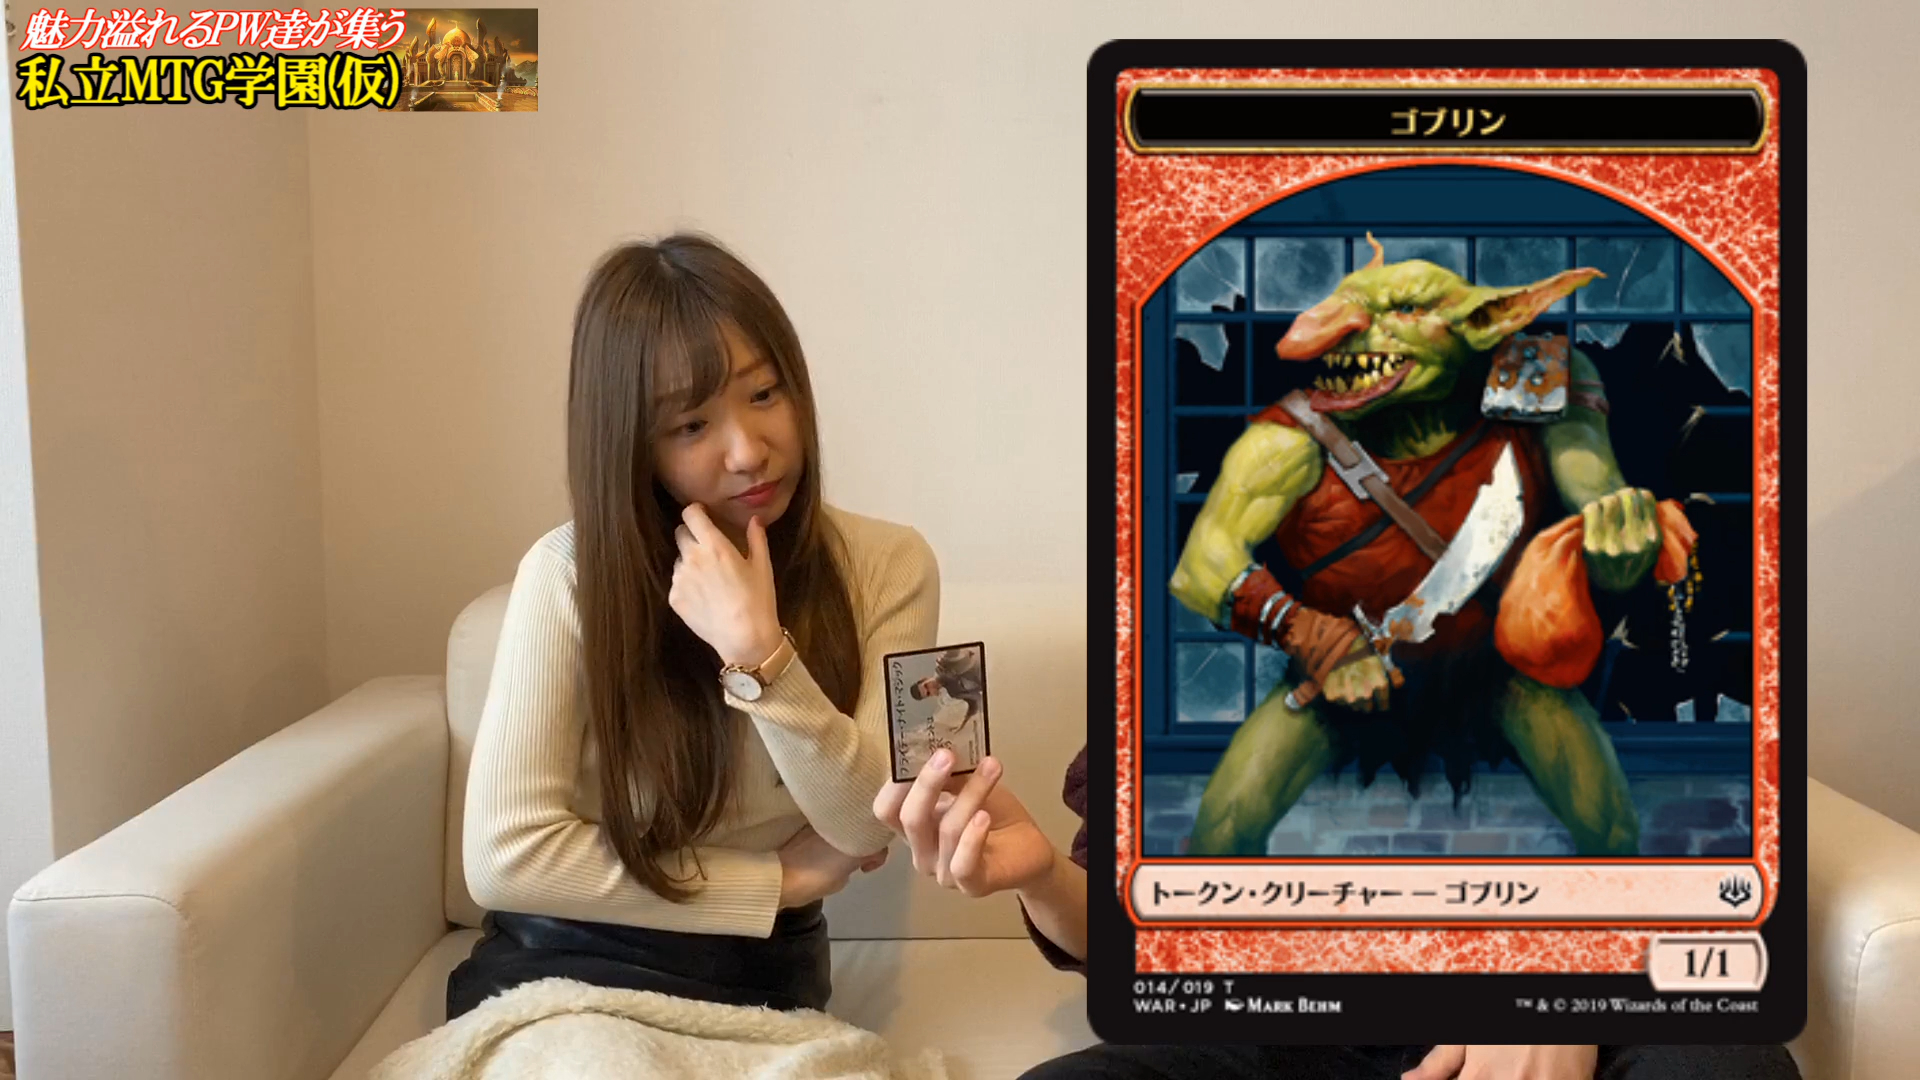 魅力溢れるPW達が集う
私立MTG学園(仮)
ゴブリン
トークン・クリーチャー — ゴブリン
1/1
014/019 T
WAR・JP MARK BEHM
™ & © 2019 Wizards of the Coast